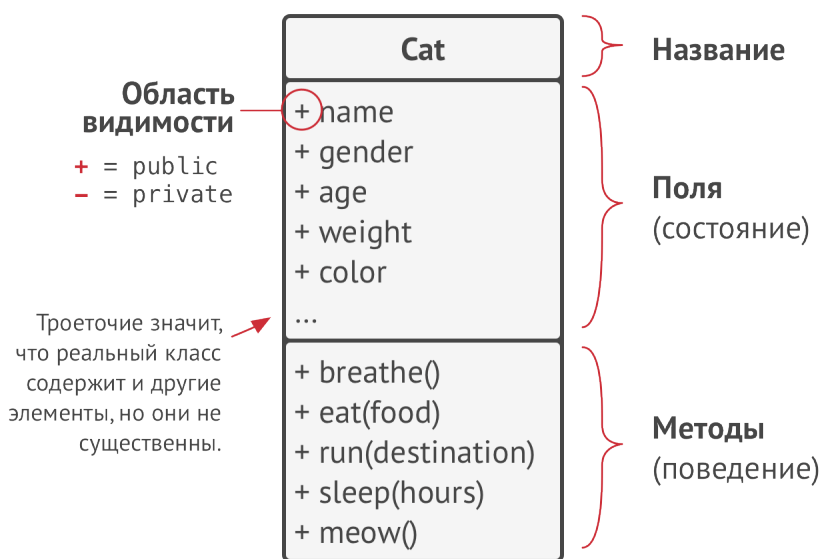 Cat
Название
Область
видимости
+ = public
− = private
+ name
+ gender
+ age
+ weight
+ color
...
Поля
(состояние)
Троеточие значит,
что реальный класс
содержит и другие
элементы, но они не
существенны.
+ breathe()
+ eat(food)
+ run(destination)
+ sleep(hours)
+ meow()
Методы
(поведение)